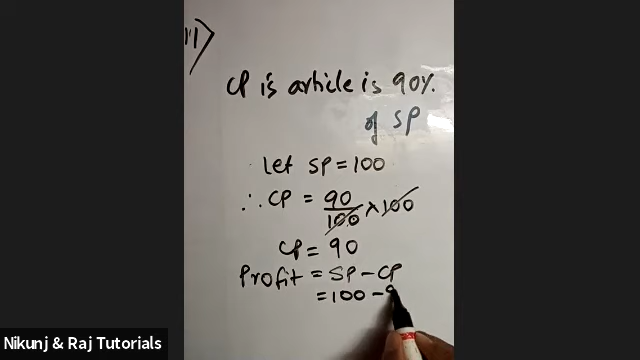 CP is article is 90%.
of SP
Let SP = 100
∴ CP = 90/100 × 100
CP = 90
Profit = SP - CP
= 100 - 9
Nikunj & Raj Tutorials